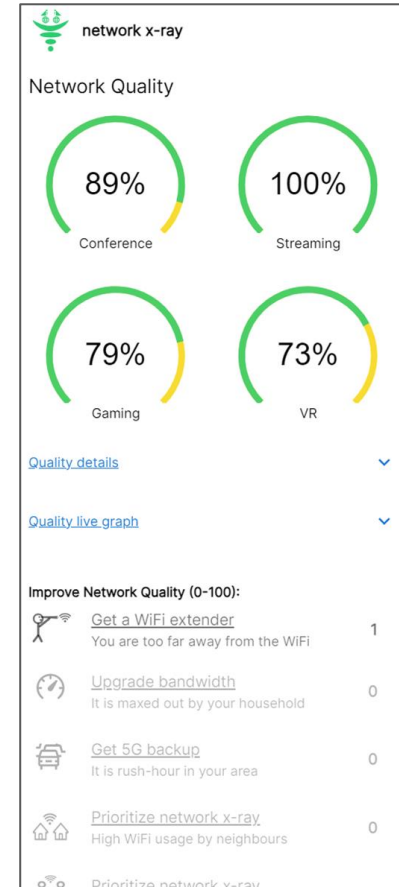 network x-ray
Network Quality
89%
Conference
100%
Streaming
79%
Gaming
73%
VR
Quality details
Quality live graph
Improve Network Quality (0-100):
Get a WiFi extender
You are too far away from the WiFi
1
Upgrade bandwidth
It is maxed out by your household
0
Get 5G backup
It is rush-hour in your area
0
Prioritize network x-ray
High WiFi usage by neighbours
0
Prioritize network x-ray